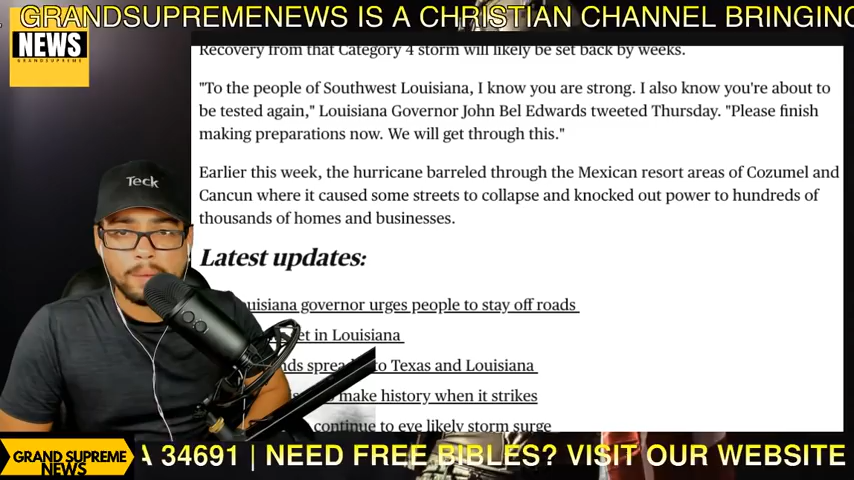 GRANDSUPREMENEWS IS A CHRISTIAN CHANNEL BRINGING
NEWS
GRANDSUPREME
Recovery from that Category 4 storm will likely be set back by weeks.
"To the people of Southwest Louisiana, I know you are strong. I also know you're about to
be tested again," Louisiana Governor John Bel Edwards tweeted Thursday. "Please finish
making preparations now. We will get through this."
Earlier this week, the hurricane barreled through the Mexican resort areas of Cozumel and
Cancun where it caused some streets to collapse and knocked out power to hundreds of
thousands of homes and businesses.
Latest updates:
Teck
uisiana governor urges people to stay off roads
et in Louisiana
nds sprea to Texas and Louisiana
make history when it strikes
continue to eye likely storm surge
GRAND SUPREME
NEWS
A 34691 | NEED FREE BIBLES? VISIT OUR WEBSITE